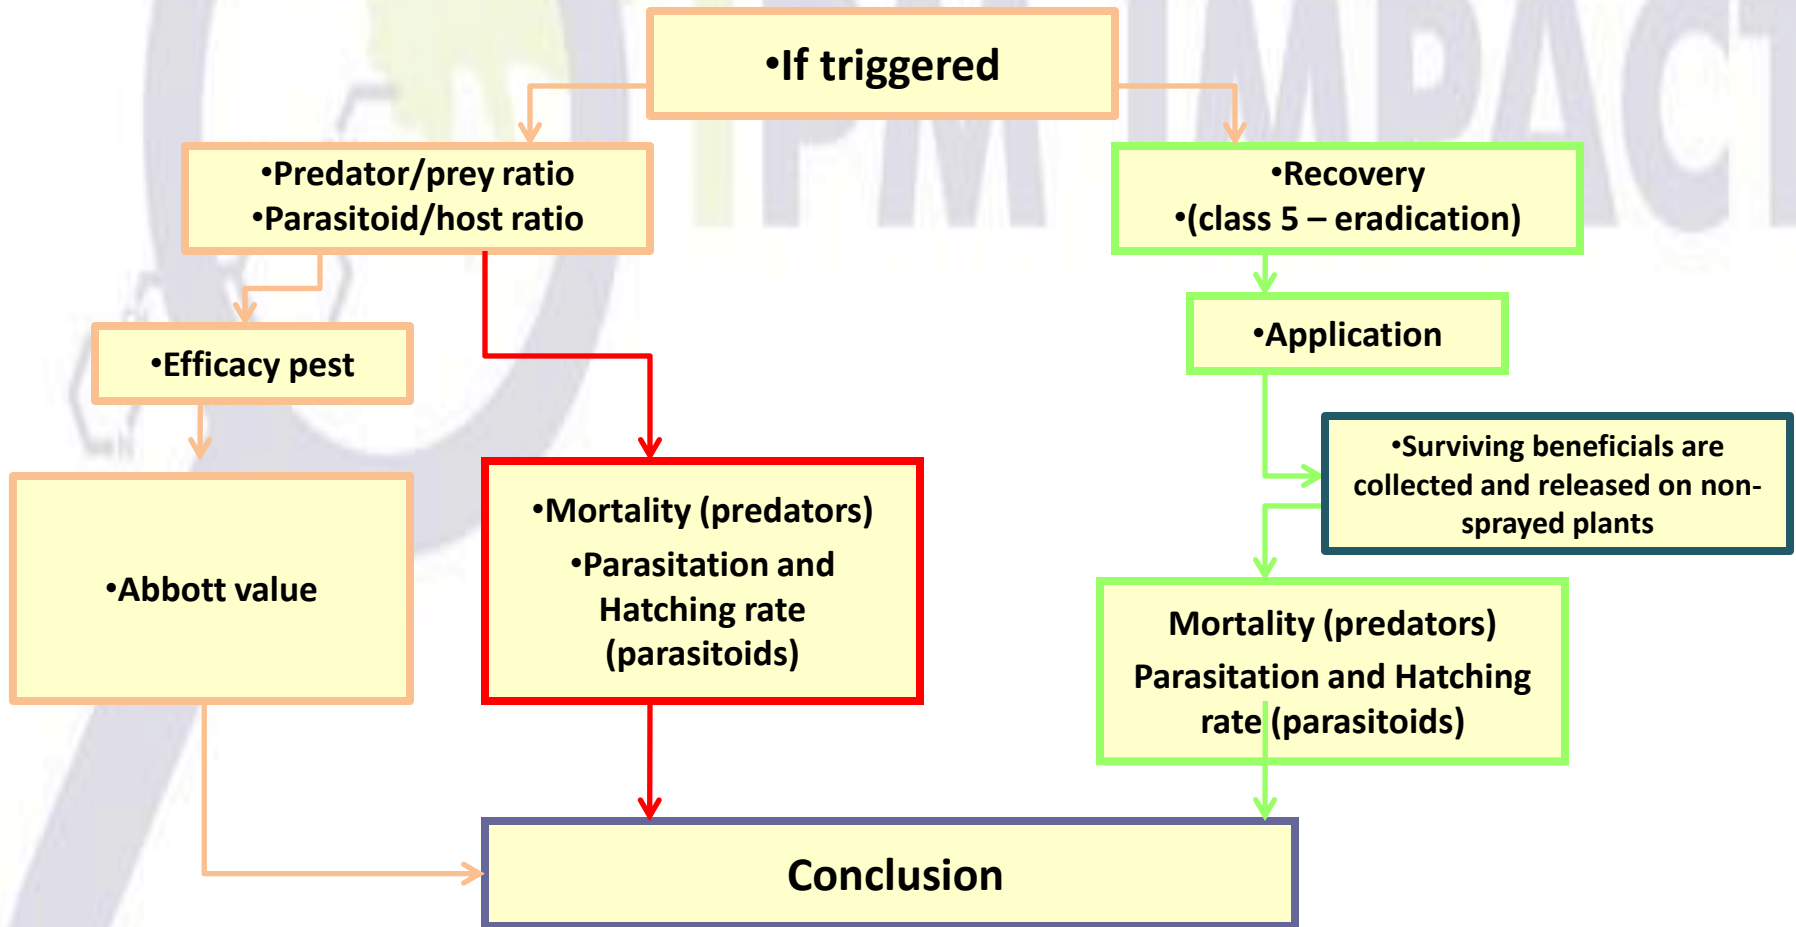 IPM IMPACT
•If triggered
•Predator/prey ratio
•Parasitoid/host ratio
•Recovery
•(class 5 – eradication)
•Efficacy pest
•Application
•Surviving beneficials are
collected and released on non-
sprayed plants
•Abbott value
•Mortality (predators)
•Parasitation and
Hatching rate
(parasitoids)
Mortality (predators)
Parasitation and Hatching
rate (parasitoids)
Conclusion